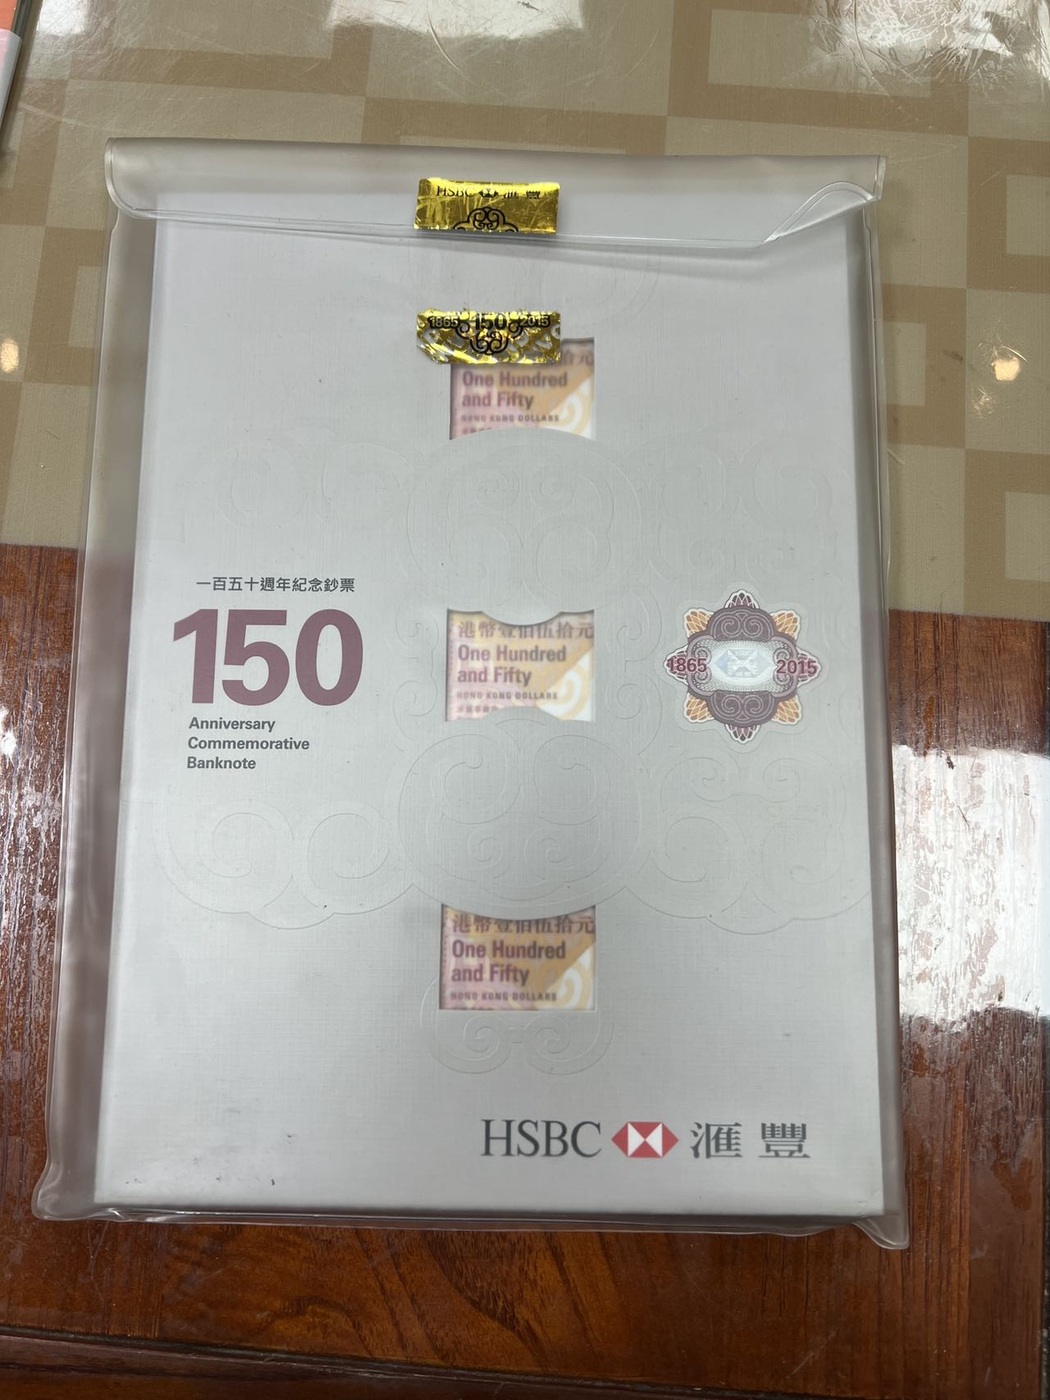 HSBC 滙豐
1865 150 2015
One Hundred
and Fifty
HONG KONG DOLLARS
一百五十週年紀念鈔票
150
Anniversary
Commemorative
Banknote
港幣壹佰伍拾元
One Hundred
and Fifty
HONG KONG DOLLARS
1865 2015
港幣壹佰伍拾元
One Hundred
and Fifty
HONG KONG DOLLARS
HSBC 滙豐